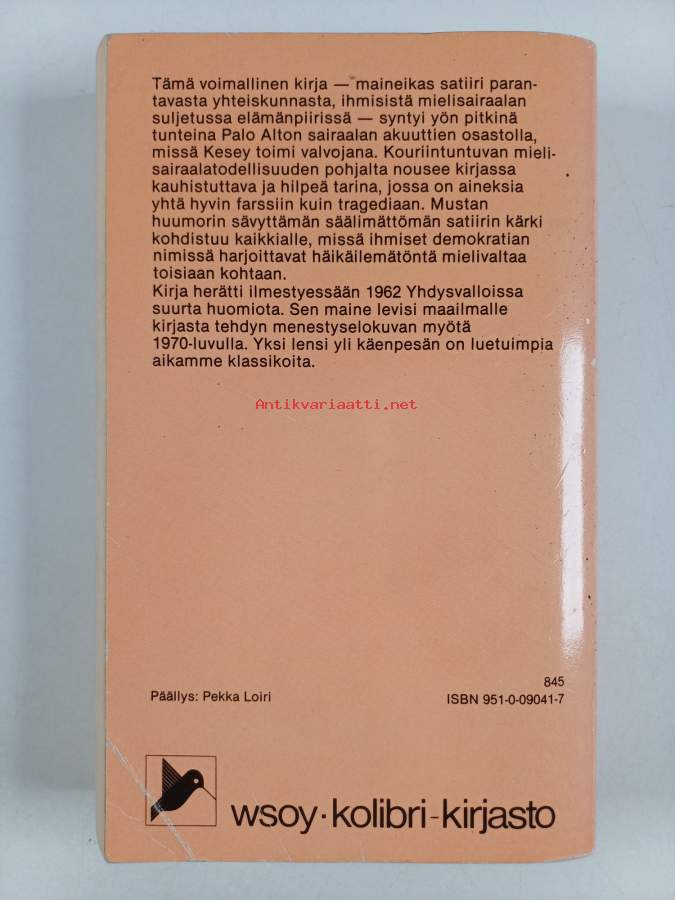 Tämä voimallinen kirja — maineikas satiiri paran-
tavasta yhteiskunnasta, ihmisistä mielisairaalan
suljetussa elämänpiirissä — syntyi yön pitkinä
tunteina Palo Alton sairaalan akuuttien osastolla,
missä Kesey toimi valvojana. Kouriintuntuvan mieli-
sairaalatodellisuuden pohjalta nousee kirjassa
kauhistuttava ja hilpeä tarina, jossa on aineksia
yhtä hyvin farssiin kuin tragediaan. Mustan
huumorin sävyttämän säälimättömän satiirin kärki
kohdistuu kaikkialle, missä ihmiset demokratian
nimissä harjoittavat häikäilemätöntä mielivaltaa
toisiaan kohtaan.
Kirja herätti ilmestyessään 1962 Yhdysvalloissa
suurta huomiota. Sen maine levisi maailmalle
kirjasta tehdyn menestyselokuvan myötä
1970-luvulla. Yksi lensi yli käenpesän on luetuimpia
aikamme klassikoita.
Antikvariaatti.net
845
Päällys: Pekka Loiri
ISBN 951-0-09041-7
wsoy·kolibri-kirjasto